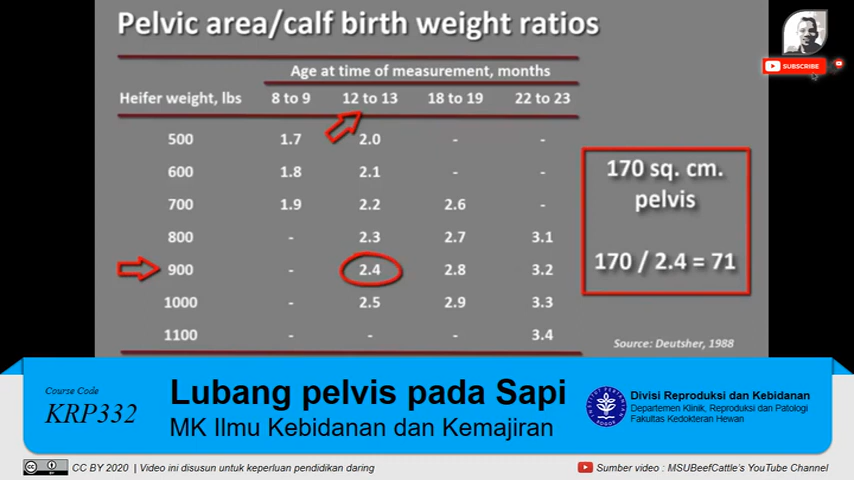 Pelvic area/calf birth weight ratios
SUBSCRIBE
Age at time of measurement, months
Heifer weight, lbs 8 to 9 12 to 13 18 to 19 22 to 23
500 1.7 2.0 - -
600 1.8 2.1 - -
700 1.9 2.2 2.6 -
800 - 2.3 2.7 3.1
900 - 2.4 2.8 3.2
1000 - 2.5 2.9 3.3
1100 - - - 3.4
170 sq. cm.
pelvis
170 / 2.4 = 71
Source: Deutsher, 1988
Course Code
KRP332
Lubang pelvis pada Sapi
MK Ilmu Kebidanan dan Kemajiran
INSTITUT PERTANIAN
BOGOR
Divisi Reproduksi dan Kebidanan
Departemen Klinik, Reproduksi dan Patologi
Fakultas Kedokteran Hewan
cc BY CC BY 2020 | Video ini disusun untuk keperluan pendidikan daring
Sumber video : MSUBeefCattle's YouTube Channel